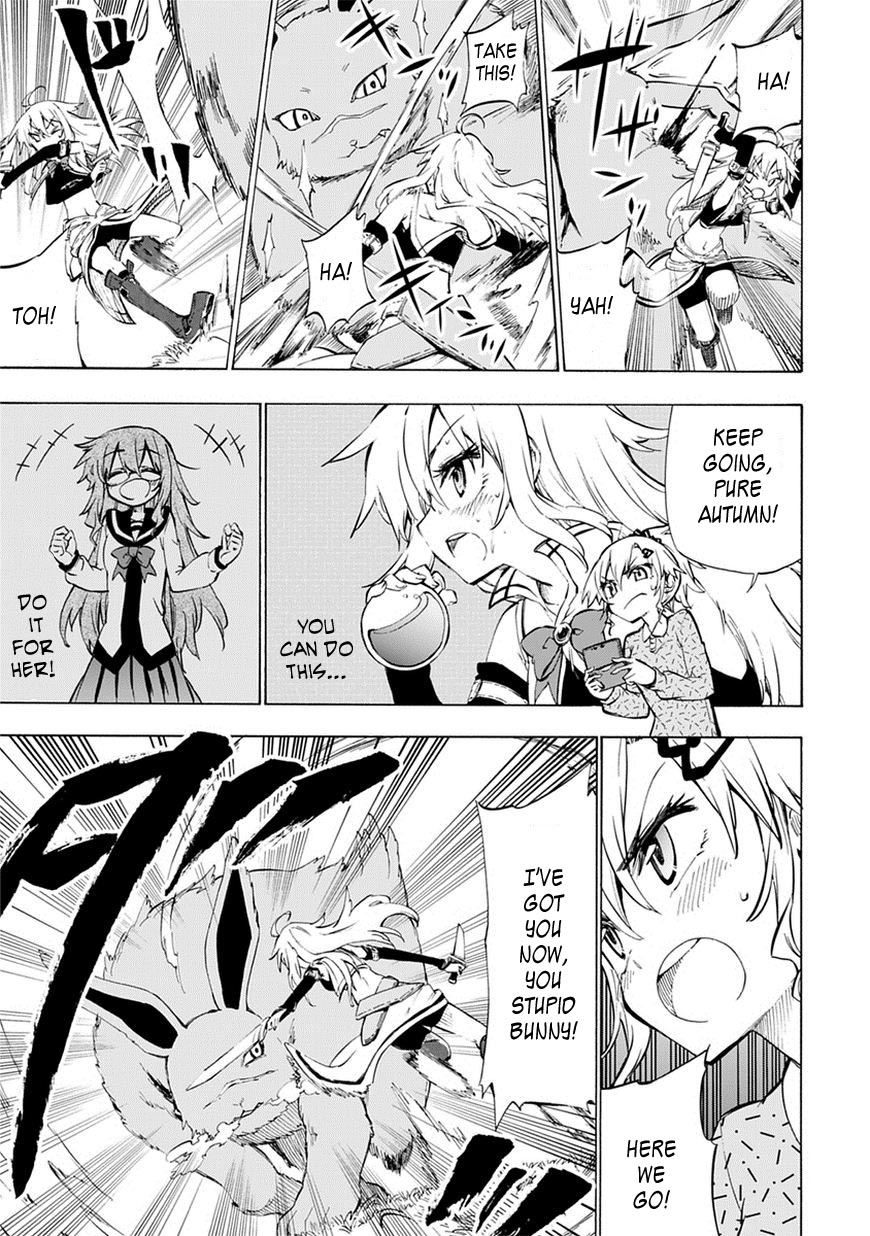 HA!
YAH!
TAKE
THIS!
HA!
TOH!
KEEP
GOING,
PURE
AUTUMN!
YOU
CAN DO
THIS...
DO
IT
FOR
HER!
HERE
WE
GO!
I'VE
GOT
YOU
NOW,
YOU
STUPID
BUNNY!